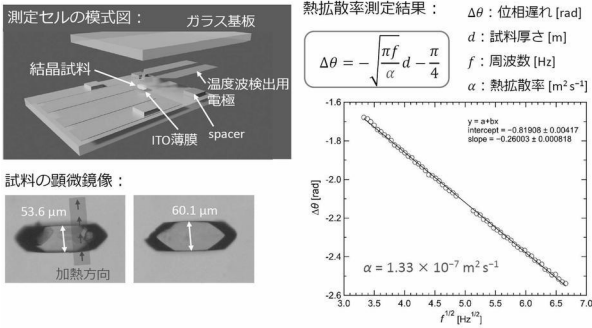 測定セルの模式図：
ガラス基板
結晶試料
温度波検出用
電極
ITO薄膜
spacer
試料の顕微鏡像：
53.6 μm
加熱方向
60.1 μm
熱拡散率測定結果：
Δθ = −√(πf/α) d − π/4
Δθ：位相遅れ [rad]
d：試料厚さ [m]
f：周波数 [Hz]
α：熱拡散率 [m² s⁻¹]
y = a+bx
intercept = −0.81908 ± 0.00417
slope = −0.26003 ± 0.000818
α = 1.33 × 10⁻⁷ m² s⁻¹
Δθ [rad]
-1.6
-1.8
-2.0
-2.2
-2.4
-2.6
3.0 3.5 4.0 4.5 5.0 5.5 6.0 6.5 7.0
f^1/2 [Hz^1/2]